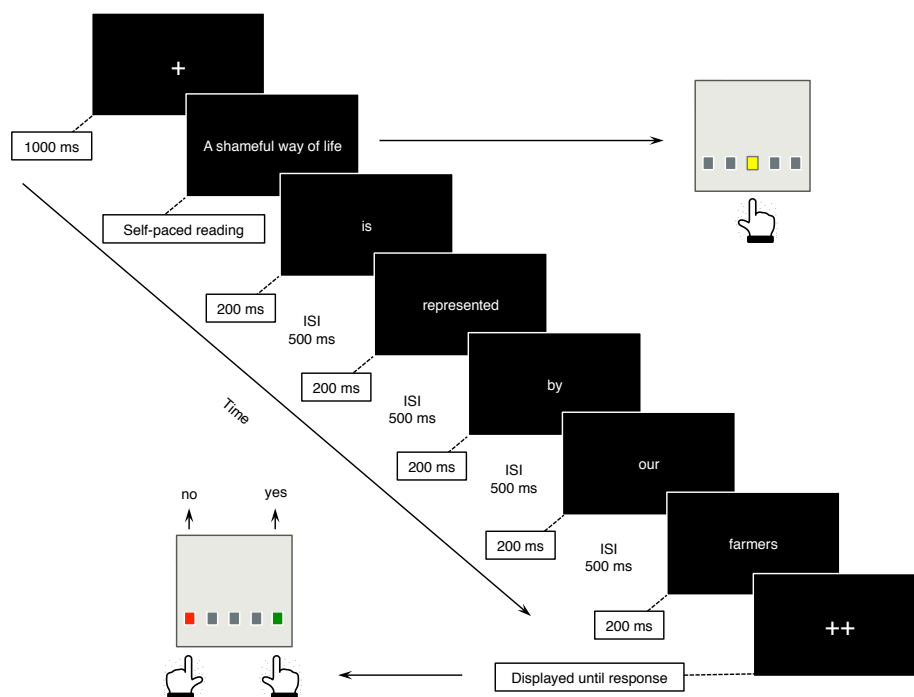 +
1000 ms
A shameful way of life
Self-paced reading
is
200 ms
ISI
500 ms
represented
200 ms
ISI
500 ms
by
200 ms
ISI
500 ms
our
200 ms
ISI
500 ms
farmers
200 ms
++
Displayed until response
Time
no
yes